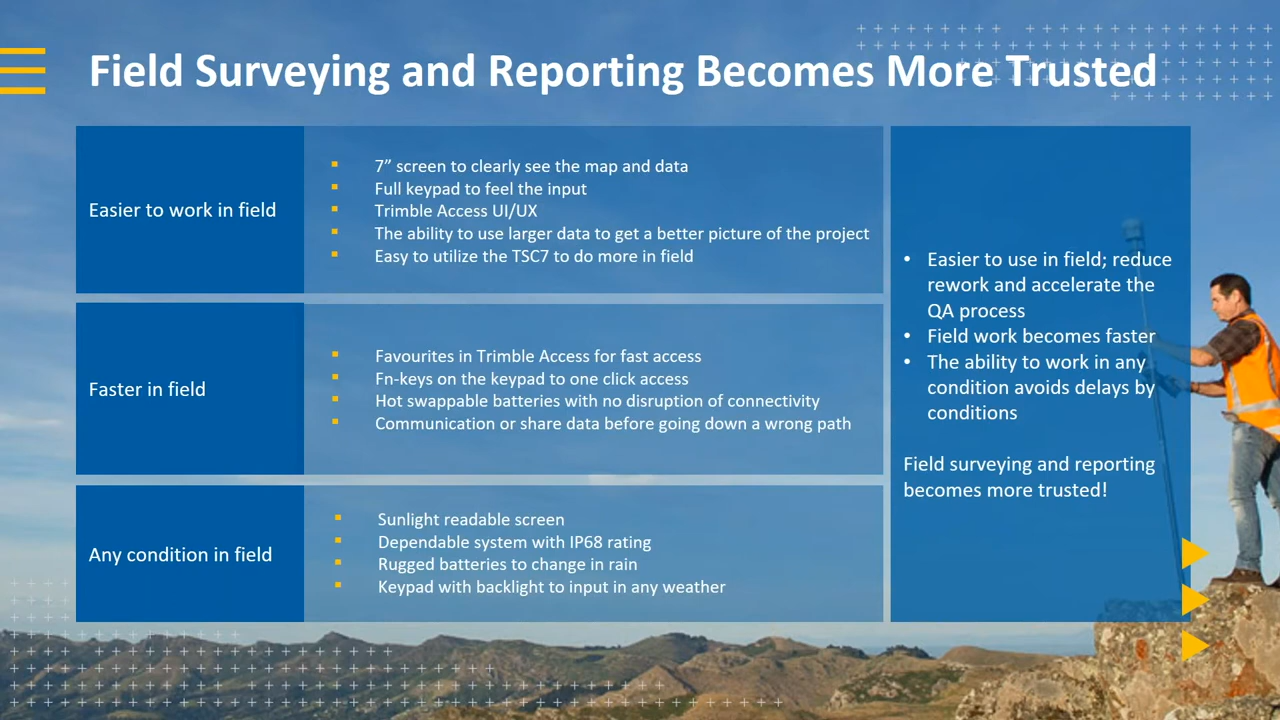 Field Surveying and Reporting Becomes More Trusted
Easier to work in field
7” screen to clearly see the map and data
Full keypad to feel the input
Trimble Access UI/UX
The ability to use larger data to get a better picture of the project
Easy to utilize the TSC7 to do more in field
Faster in field
Favourites in Trimble Access for fast access
Fn-keys on the keypad to one click access
Hot swappable batteries with no disruption of connectivity
Communication or share data before going down a wrong path
Any condition in field
Sunlight readable screen
Dependable system with IP68 rating
Rugged batteries to change in rain
Keypad with backlight to input in any weather
• Easier to use in field; reduce
rework and accelerate the
QA process
• Field work becomes faster
• The ability to work in any
condition avoids delays by
conditions
Field surveying and reporting
becomes more trusted!